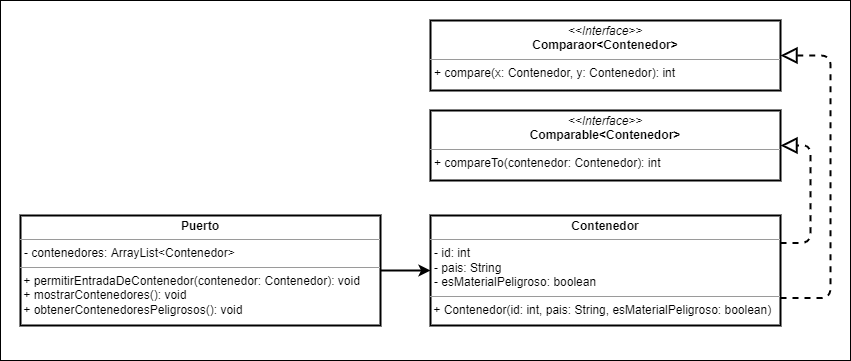 <<Interface>>
Comparaor<Contenedor>
+ compare(x: Contenedor, y: Contenedor): int
<<Interface>>
Comparable<Contenedor>
+ compareTo(contenedor: Contenedor): int
Puerto
- contenedores: ArrayList<Contenedor>
+ permitirEntradaDeContenedor(contenedor: Contenedor): void
+ mostrarContenedores(): void
+ obtenerContenedoresPeligrosos(): void
Contenedor
- id: int
- pais: String
- esMaterialPeligroso: boolean
+ Contenedor(id: int, pais: String, esMaterialPeligroso: boolean)